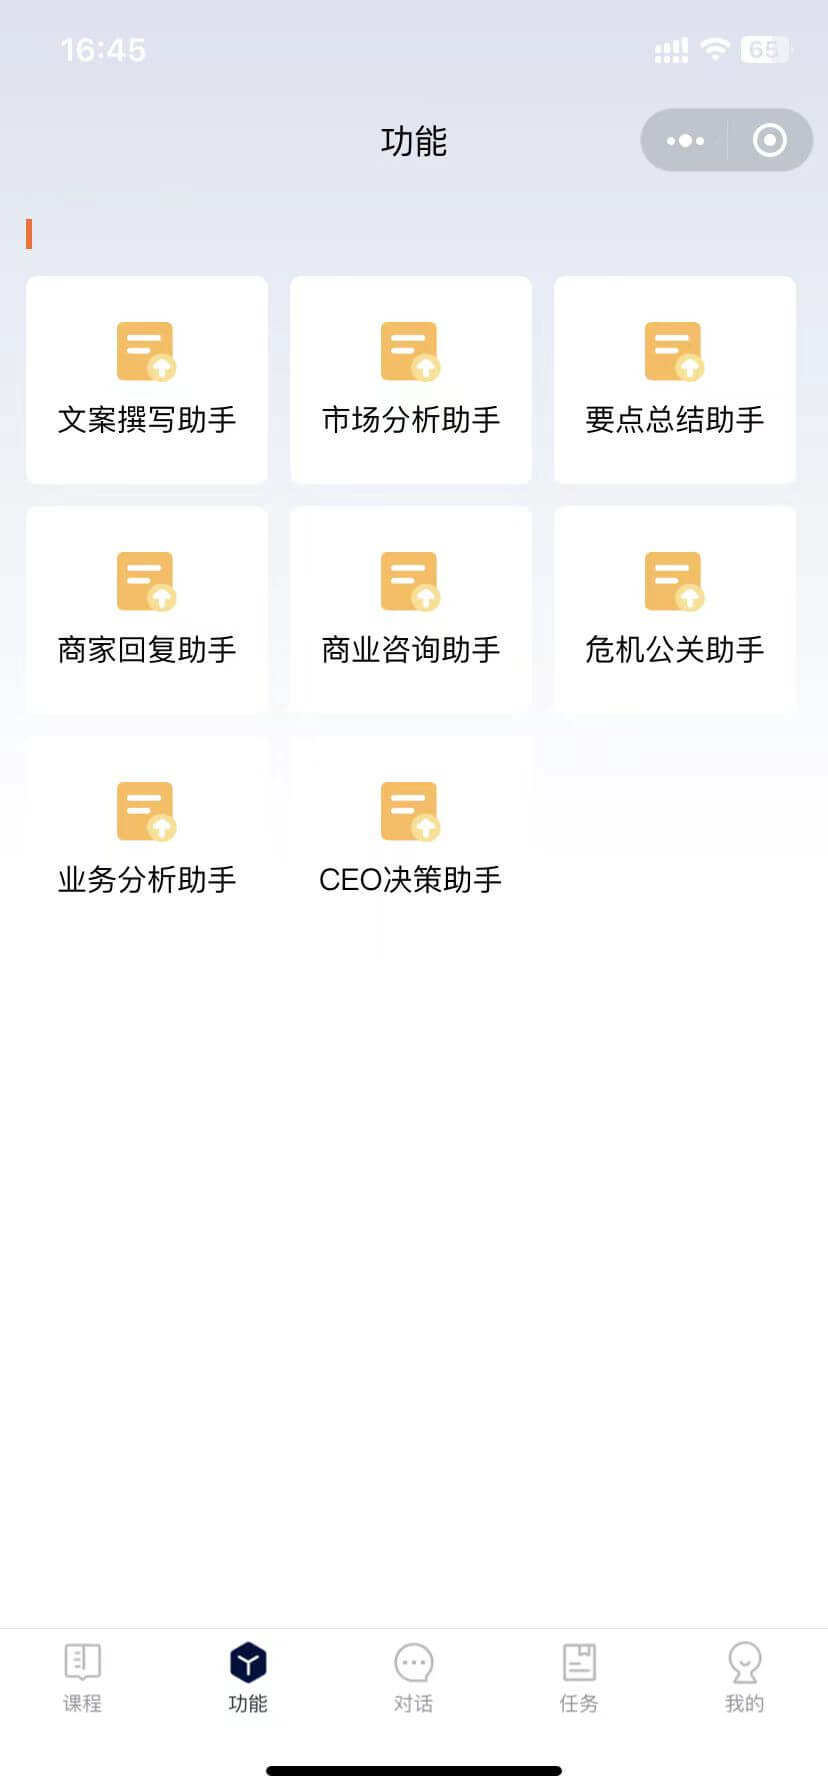 16:45
65
功能
文案撰写助手
市场分析助手
要点总结助手
商家回复助手
商业咨询助手
危机公关助手
业务分析助手
CEO决策助手
课程
功能
对话
任务
我的